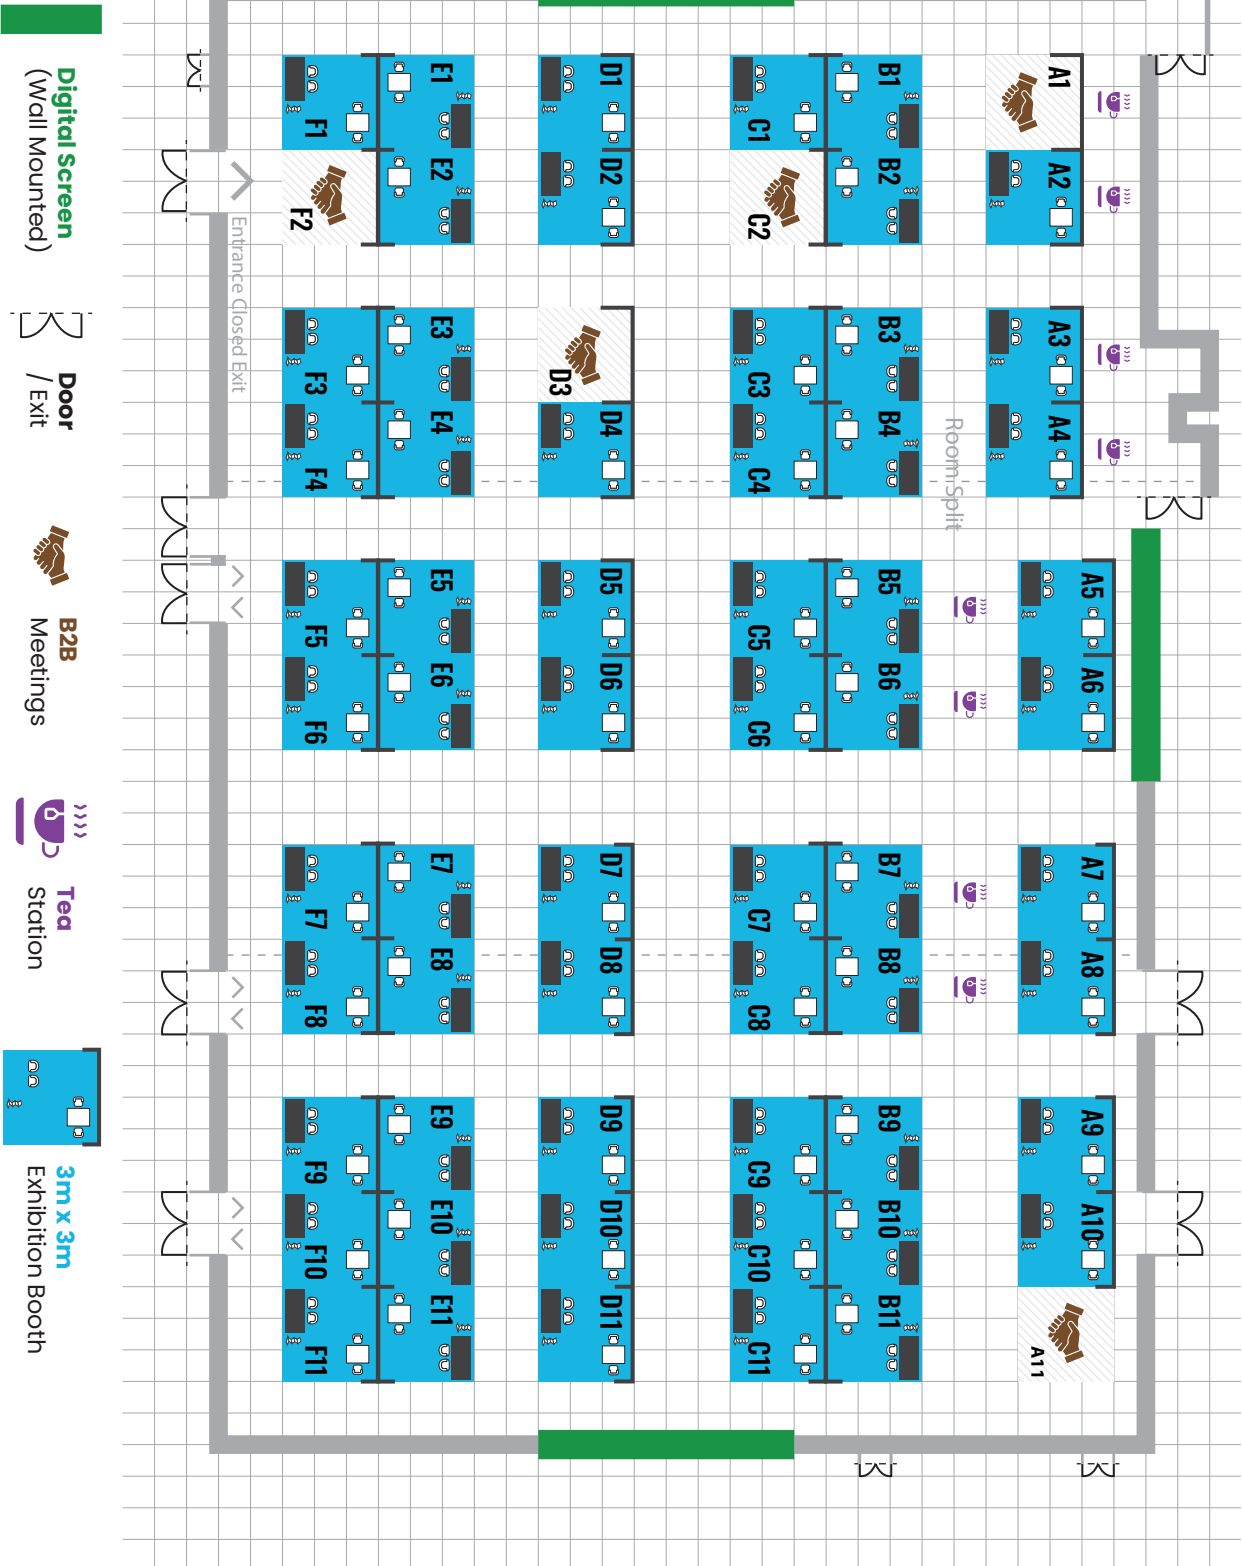 Digital Screen
(Wall Mounted)
Door
/ Exit
B2B
Meetings
Tea
Station
3m x 3m
Exhibition Booth
A1
A2
A3
A4
A5
A6
A7
A8
A9
A10
A11
Room Split
B1
B2
B3
B4
B5
B6
B7
B8
B9
B10
B11
C1
C2
C3
C4
C5
C6
C7
C8
C9
C10
C11
D1
D2
D3
D4
D5
D6
D7
D8
D9
D10
D11
E1
E2
E3
E4
E5
E6
E7
E8
E9
E10
E11
F1
F2
F3
F4
F5
F6
F7
F8
F9
F10
F11
Entrance Closed Exit